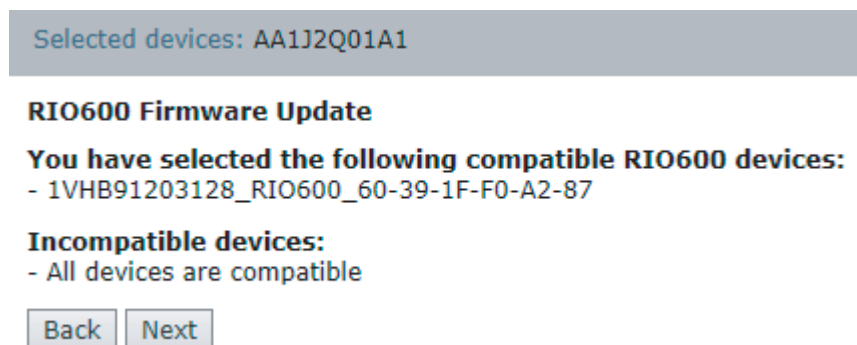 Selected devices: AA1J2Q01A1
RIO600 Firmware Update
You have selected the following compatible RIO600 devices:
- 1VHB91203128_RIO600_60-39-1F-F0-A2-87
Incompatible devices:
- All devices are compatible
Back Next